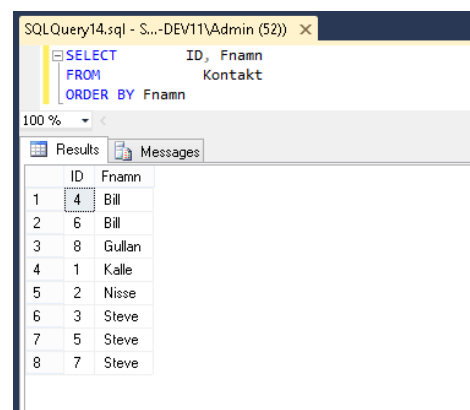 SQLQuery14.sql - S...-DEV11\Admin (52)) ×
SELECT ID, Fnamn
FROM Kontakt
ORDER BY Fnamn
100 %
Results Messages
ID Fnamn
1 4 Bill
2 6 Bill
3 8 Gullan
4 1 Kalle
5 2 Nisse
6 3 Steve
7 5 Steve
8 7 Steve